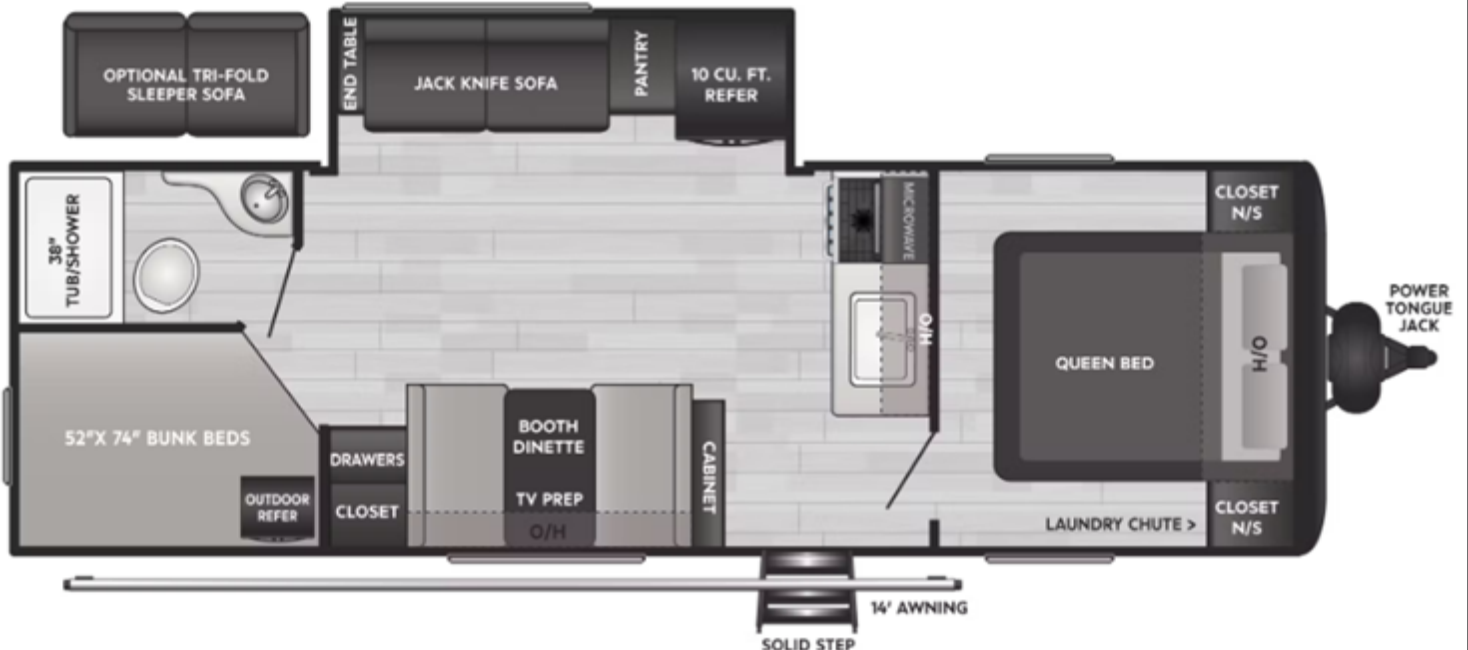 OPTIONAL TRI-FOLD
SLEEPER SOFA
END TABLE
JACK KNIFE SOFA
PANTRY
10 CU. FT.
REFER
38"
TUB/SHOWER
MICROWAVE
O/H
CLOSET
N/S
QUEEN BED
O/H
POWER
TONGUE
JACK
52"X 74" BUNK BEDS
OUTDOOR
REFER
DRAWERS
CLOSET
BOOTH
DINETTE
TV PREP
O/H
CABINET
LAUNDRY CHUTE >
CLOSET
N/S
14' AWNING
SOLID STEP